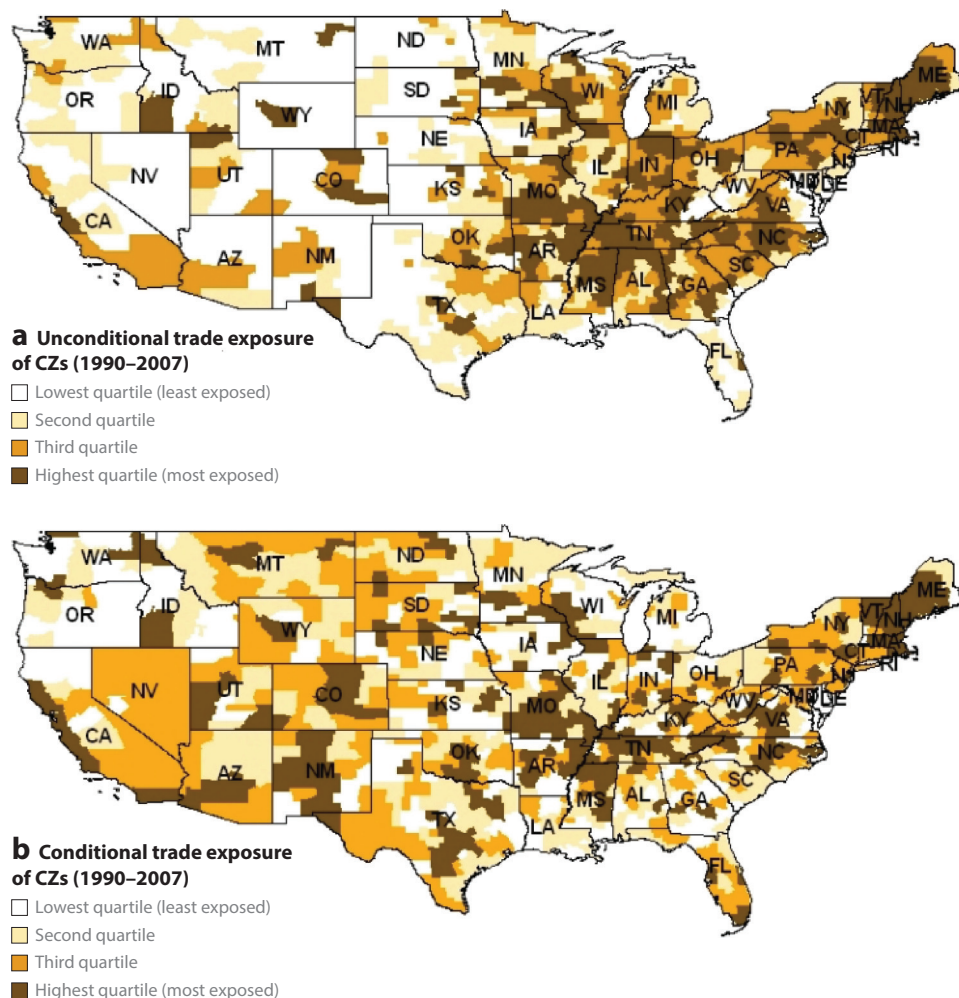 WA
MT
ND
MN
OR
ID
SD
WI
MI
WY
NE
IA
NY
VT
NH
ME
MA
CT
RI
NV
UT
CO
KS
IL
IN
OH
PA
NJ
MD
DE
CA
MO
WV
VA
KY
AZ
NM
OK
AR
TN
NC
SC
TX
LA
MS
AL
GA
FL
a Unconditional trade exposure
of CZs (1990–2007)
Lowest quartile (least exposed)
Second quartile
Third quartile
Highest quartile (most exposed)
WA
MT
ND
MN
OR
ID
SD
WI
MI
WY
NE
IA
NY
VT
NH
ME
MA
CT
RI
NV
UT
CO
KS
IL
IN
OH
PA
NJ
MD
DE
CA
MO
WV
VA
KY
AZ
NM
OK
AR
TN
NC
SC
TX
LA
MS
AL
GA
FL
b Conditional trade exposure
of CZs (1990–2007)
Lowest quartile (least exposed)
Second quartile
Third quartile
Highest quartile (most exposed)